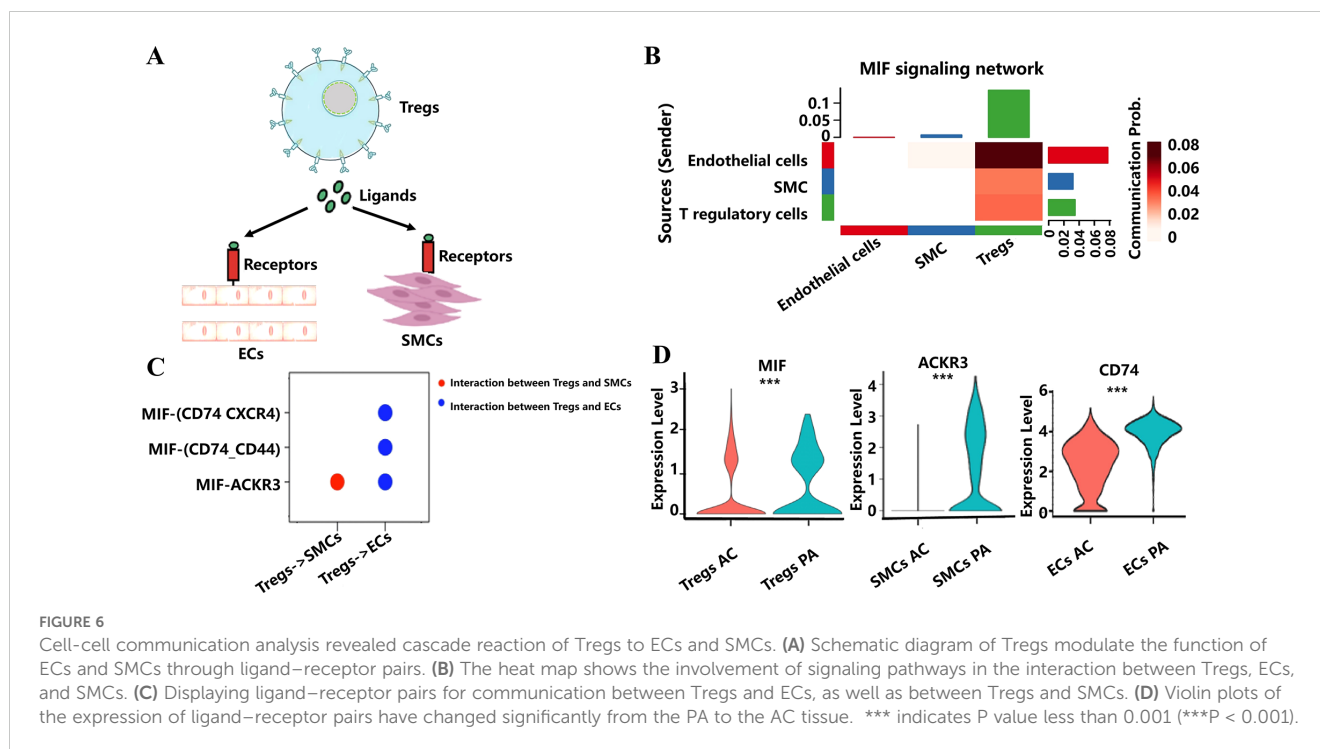 A
Tregs
Ligands
Receptors
Receptors
ECs
SMCs
B
MIF signaling network
0.1
0.05
0
Sources (Sender)
Endothelial cells
SMC
T regulatory cells
Endothelial cells
SMC
Tregs
0
0.02
0.04
0.06
0.08
Communication Prob.
0.08
0.06
0.04
0.02
0
C
MIF-(CD74 CXCR4)
MIF-(CD74_CD44)
MIF-ACKR3
Tregs->SMCs
Tregs->ECs
Interaction between Tregs and SMCs
Interaction between Tregs and ECs
D
MIF
***
Expression Level
3
2
1
0
Tregs AC
Tregs PA
ACKR3
***
Expression Level
4
3
2
1
0
SMCs AC
SMCs PA
CD74
***
Expression Level
6
4
2
0
ECs AC
ECs PA
FIGURE 6
Cell-cell communication analysis revealed cascade reaction of Tregs to ECs and SMCs. (A) Schematic diagram of Tregs modulate the function of
ECs and SMCs through ligand–receptor pairs. (B) The heat map shows the involvement of signaling pathways in the interaction between Tregs, ECs,
and SMCs. (C) Displaying ligand–receptor pairs for communication between Tregs and ECs, as well as between Tregs and SMCs. (D) Violin plots of
the expression of ligand–receptor pairs have changed significantly from the PA to the AC tissue. *** indicates P value less than 0.001 (***P < 0.001).